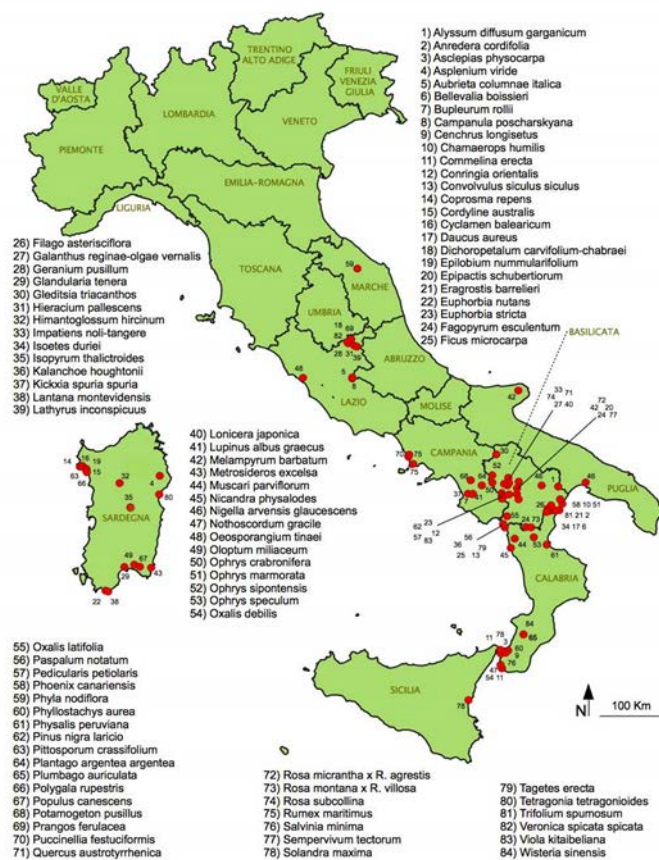 TRENTINO
ALTO ADIGE
FRIULI
VENEZIA
GIULIA
VALLE
D'AOSTA
LOMBARDIA
VENETO
PIEMONTE
EMILIA-ROMAGNA
LIGURIA
TOSCANA
MARCHE
UMBRIA
ABRUZZO
LAZIO
MOLISE
CAMPANIA
BASILICATA
PUGLIA
CALABRIA
SARDEGNA
SICILIA
1) Alyssum diffusum garganicum
2) Anredera cordifolia
3) Asclepias physocarpa
4) Asplenium viride
5) Aubrieta columnae italica
6) Bellevalia boissieri
7) Bupleurum rollii
8) Campanula poscharskyana
9) Cenchrus longisetus
10) Chamaerops humilis
11) Commelina erecta
12) Conringia orientalis
13) Convolvulus siculus siculus
14) Coprosma repens
15) Cordyline australis
16) Cyclamen balearicum
17) Daucus aureus
18) Dichoropetalum carvifolium-chabraei
19) Epilobium nummularifolium
20) Epipactis schubertiorum
21) Eragrostis barrelieri
22) Euphorbia nutans
23) Euphorbia stricta
24) Fagopyrum esculentum
25) Ficus microcarpa
26) Filago asterisciflora
27) Galanthus reginae-olgae vernalis
28) Geranium pusillum
29) Glandularia tenera
30) Gleditsia triacanthos
31) Hieracium pallescens
32) Himantoglossum hircinum
33) Impatiens noli-tangere
34) Isoetes duriei
35) Isopyrum thalictroides
36) Kalanchoe houghtonii
37) Kickxia spuria spuria
38) Lantana montevidensis
39) Lathyrus inconspicuus
40) Lonicera japonica
41) Lupinus albus graecus
42) Melampyrum barbatum
43) Metrosideros excelsa
44) Muscari parviflorum
45) Nicandra physalodes
46) Nigella arvensis glaucescens
47) Nothoscordum gracile
48) Oeosporangium tinaei
49) Oloptum miliaceum
50) Ophrys crabronifera
51) Ophrys marmorata
52) Ophrys sipontensis
53) Ophrys speculum
54) Oxalis debilis
55) Oxalis latifolia
56) Paspalum notatum
57) Pedicularis petiolaris
58) Phoenix canariensis
59) Phyla nodiflora
60) Phyllostachys aurea
61) Physalis peruviana
62) Pinus nigra laricio
63) Pittosporum crassifolium
64) Plantago argentea argentea
65) Plumbago auriculata
66) Polygala rupestris
67) Populus canescens
68) Potamogeton pusillus
69) Prangos ferulacea
70) Puccinellia festuciformis
71) Quercus austrotyrrhenica
72) Rosa micrantha x R. agrestis
73) Rosa montana x R. villosa
74) Rosa subcollina
75) Rumex maritimus
76) Salvinia minima
77) Sempervivum tectorum
78) Solandra maxima
79) Tagetes erecta
80) Tetragonia tetragonioides
81) Trifolium spumosum
82) Veronica spicata spicata
83) Viola kitaibeliana
84) Wisteria sinensis
N
100 Km